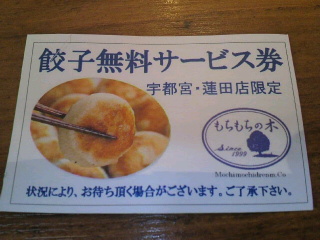 餃子無料サービス券
宇都宮・蓮田店限定
もちもちの木
Since
1999
Mochimochidream.Co
状況により、お待ち頂く場合がございます。ご了承下さい。